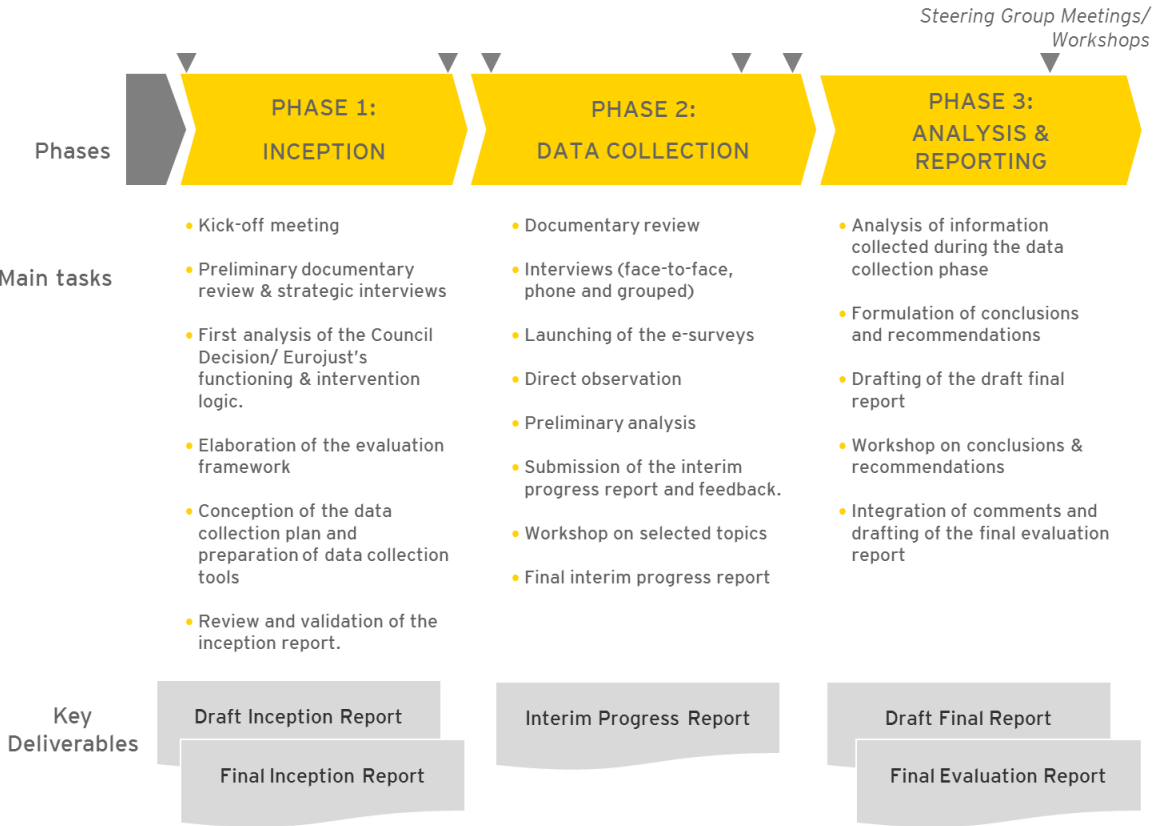 Steering Group Meetings/
Workshops
Phases
PHASE 1:
INCEPTION
PHASE 2:
DATA COLLECTION
PHASE 3:
ANALYSIS &
REPORTING
Main tasks
• Kick-off meeting
• Preliminary documentary
review & strategic interviews
• First analysis of the Council
Decision/ Eurojust's
functioning & intervention
logic.
• Elaboration of the evaluation
framework
• Conception of the data
collection plan and
preparation of data collection
tools
• Review and validation of the
inception report.
• Documentary review
• Interviews (face-to-face,
phone and grouped)
• Launching of the e-surveys
• Direct observation
• Preliminary analysis
• Submission of the interim
progress report and feedback.
• Workshop on selected topics
• Final interim progress report
• Analysis of information
collected during the data
collection phase
• Formulation of conclusions
and recommendations
• Drafting of the draft final
report
• Workshop on conclusions &
recommendations
• Integration of comments and
drafting of the final evaluation
report
Key
Deliverables
Draft Inception Report
Final Inception Report
Interim Progress Report
Draft Final Report
Final Evaluation Report